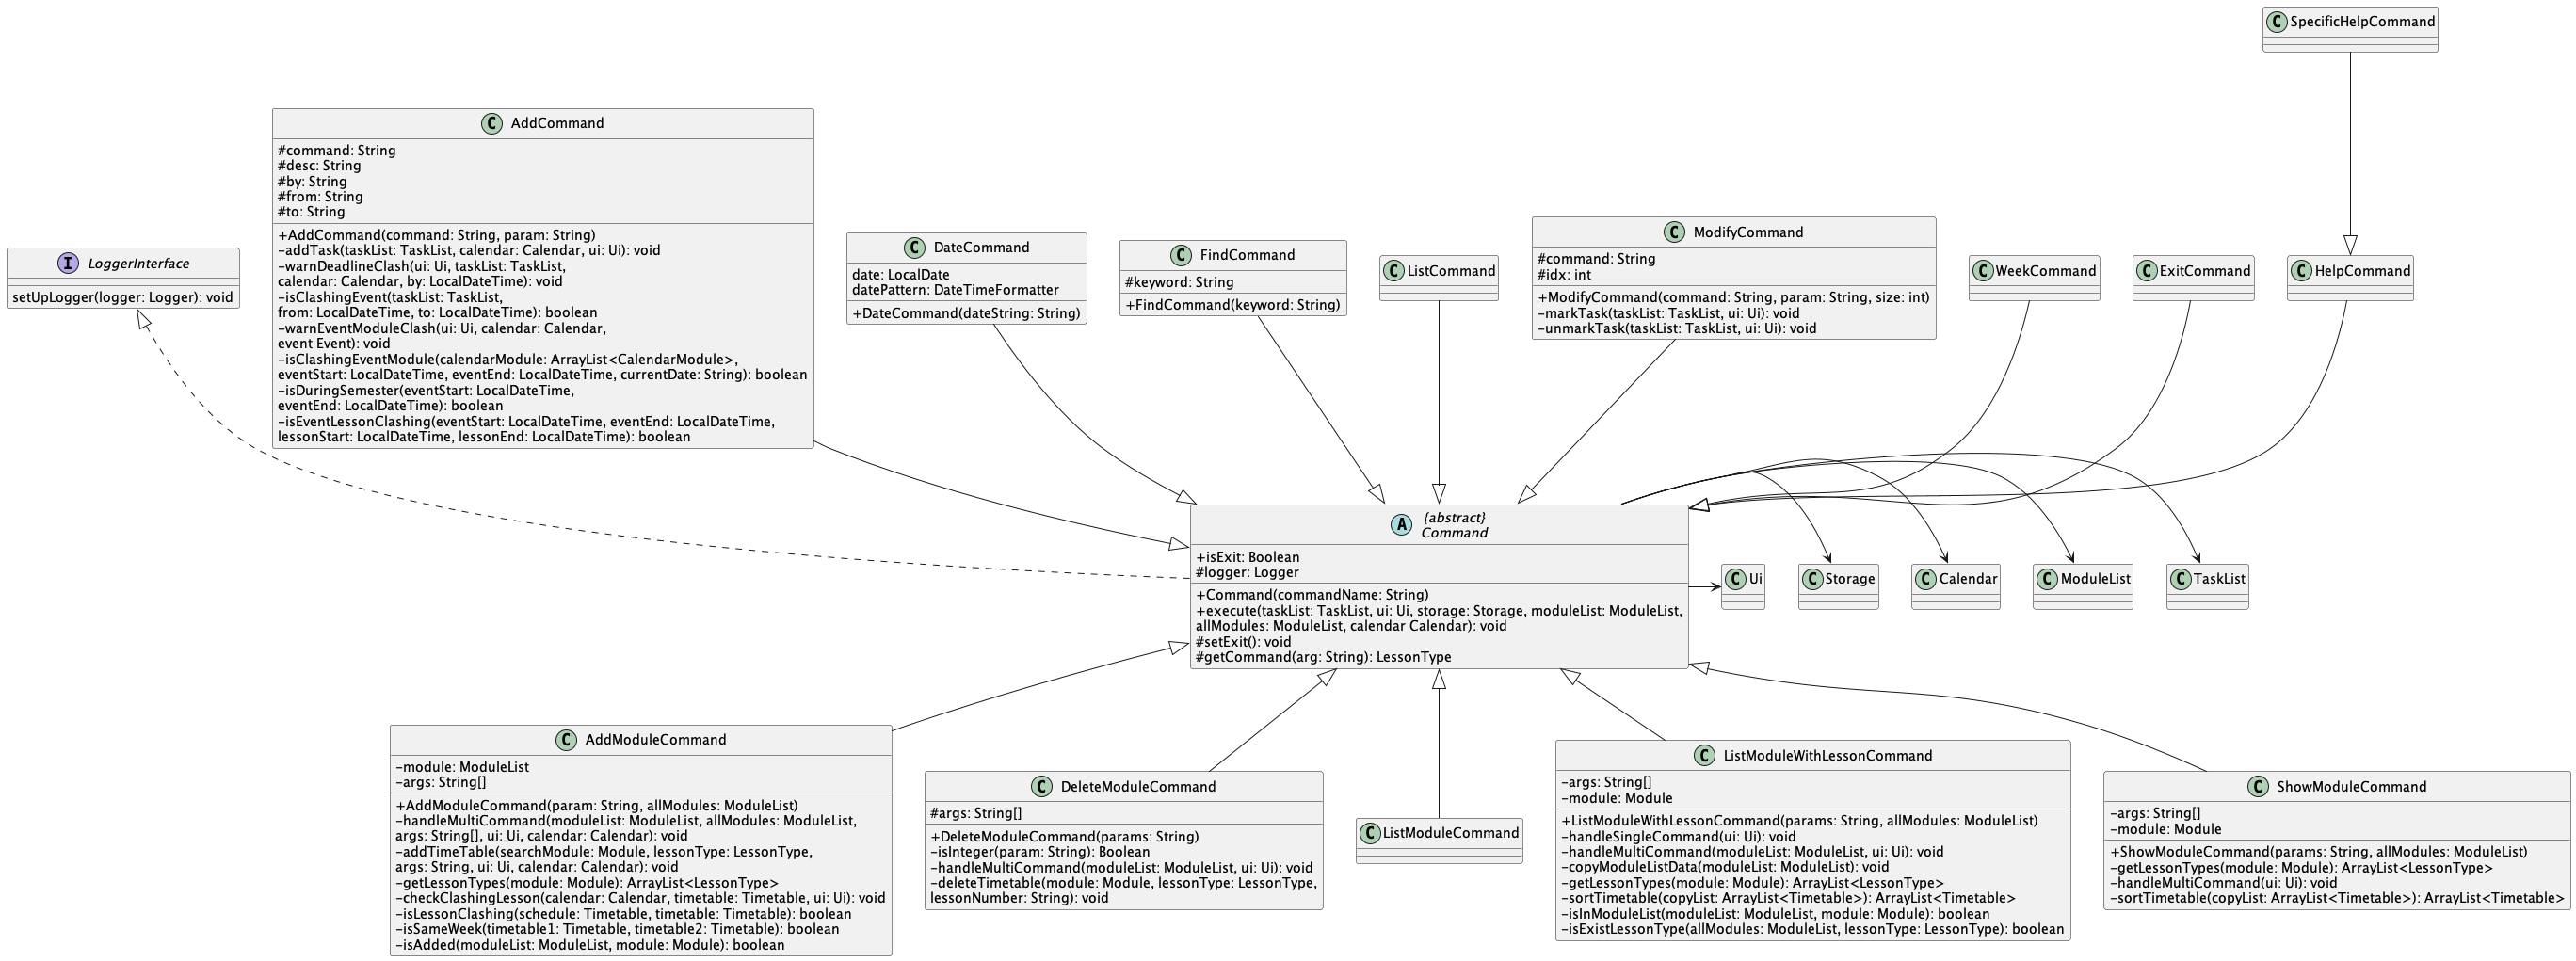 C SpecificHelpCommand
C AddCommand
#command: String
#desc: String
#by: String
#from: String
#to: String
+AddCommand(command: String, param: String)
-addTask(taskList: TaskList, calendar: Calendar, ui: Ui): void
-warnDeadlineClash(ui: Ui, taskList: TaskList,
calendar: Calendar, by: LocalDateTime): void
-isClashingEvent(taskList: TaskList,
from: LocalDateTime, to: LocalDateTime): boolean
-warnEventModuleClash(ui: Ui, calendar: Calendar,
event Event): void
-isClashingEventModule(calendarModule: ArrayList<CalendarModule>,
eventStart: LocalDateTime, eventEnd: LocalDateTime, currentDate: String): boolean
-isDuringSemester(eventStart: LocalDateTime,
eventEnd: LocalDateTime): boolean
-isEventLessonClashing(eventStart: LocalDateTime, eventEnd: LocalDateTime,
lessonStart: LocalDateTime, lessonEnd: LocalDateTime): boolean
I LoggerInterface
setUpLogger(logger: Logger): void
C DateCommand
date: LocalDate
datePattern: DateTimeFormatter
+DateCommand(dateString: String)
C FindCommand
#keyword: String
+FindCommand(keyword: String)
C ListCommand
C ModifyCommand
#command: String
#idx: int
+ModifyCommand(command: String, param: String, size: int)
-markTask(taskList: TaskList, ui: Ui): void
-unmarkTask(taskList: TaskList, ui: Ui): void
C WeekCommand
C ExitCommand
C HelpCommand
A {abstract}
Command
+isExit: Boolean
#logger: Logger
+Command(commandName: String)
+execute(taskList: TaskList, ui: Ui, storage: Storage, moduleList: ModuleList,
allModules: ModuleList, calendar Calendar): void
#setExit(): void
#getCommand(arg: String): LessonType
C Ui
C Storage
C Calendar
C ModuleList
C TaskList
C AddModuleCommand
-module: ModuleList
-args: String[]
+AddModuleCommand(param: String, allModules: ModuleList)
-handleMultiCommand(moduleList: ModuleList, allModules: ModuleList,
args: String[], ui: Ui, calendar: Calendar): void
-addTimeTable(searchModule: Module, lessonType: LessonType,
args: String, ui: Ui, calendar: Calendar): void
-getLessonTypes(module: Module): ArrayList<LessonType>
-checkClashingLesson(calendar: Calendar, timetable: Timetable, ui: Ui): void
-isLessonClashing(schedule: Timetable, timetable: Timetable): boolean
-isSameWeek(timetable1: Timetable, timetable2: Timetable): boolean
-isAdded(moduleList: ModuleList, module: Module): boolean
C DeleteModuleCommand
#args: String[]
+DeleteModuleCommand(params: String)
-isInteger(param: String): Boolean
-handleMultiCommand(moduleList: ModuleList, ui: Ui): void
-deleteTimetable(module: Module, lessonType: LessonType,
lessonNumber: String): void
C ListModuleCommand
C ListModuleWithLessonCommand
-args: String[]
-module: Module
+ListModuleWithLessonCommand(params: String, allModules: ModuleList)
-handleSingleCommand(ui: Ui): void
-handleMultiCommand(moduleList: ModuleList, ui: Ui): void
-copyModuleListData(moduleList: ModuleList): void
-getLessonTypes(module: Module): ArrayList<LessonType>
-sortTimetable(copyList: ArrayList<Timetable>): ArrayList<Timetable>
-isInModuleList(moduleList: ModuleList, module: Module): boolean
-isExistLessonType(allModules: ModuleList, lessonType: LessonType): boolean
C ShowModuleCommand
-args: String[]
-module: Module
+ShowModuleCommand(params: String, allModules: ModuleList)
-getLessonTypes(module: Module): ArrayList<LessonType>
-handleMultiCommand(ui: Ui): void
-sortTimetable(copyList: ArrayList<Timetable>): ArrayList<Timetable>